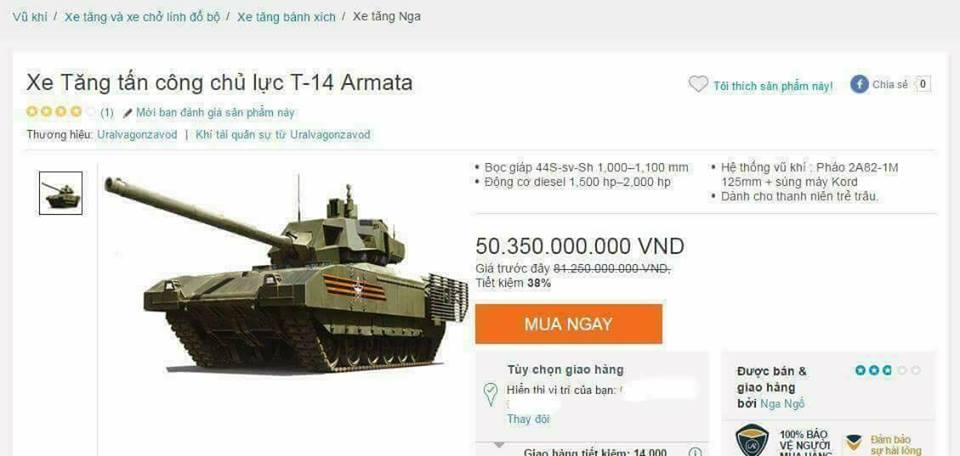 Vũ khí / Xe tăng và xe chở lính đổ bộ / Xe tăng bánh xích / Xe tăng Nga
Xe Tăng tấn công chủ lực T-14 Armata
Tôi thích sản phẩm này!
Chia sẻ 0
(1) Mời bạn đánh giá sản phẩm này
Thương hiệu: Uralvagonzavod | Khí tài quân sự từ Uralvagonzavod
• Bọc giáp 44S-sv-Sh 1,000–1,100 mm
• Động cơ diesel 1,500 hp–2,000 hp
• Hệ thống vũ khí : Pháo 2A82-1M
125mm + súng máy Kord
• Dành cho thanh niên trẻ trâu.
50.350.000.000 VND
Giá trước đây 81.250.000.000 VND,
Tiết kiệm 38%
MUA NGAY
Tùy chọn giao hàng
Hiển thị vị trí của bạn:
Thay đổi
Giao hàng tiết kiệm: 14.000
Được bán &
giao hàng
bởi Nga Ngố
100% BẢO
VỆ NGƯỜI
MUA HÀNG
Đảm bảo
sự hài lòng